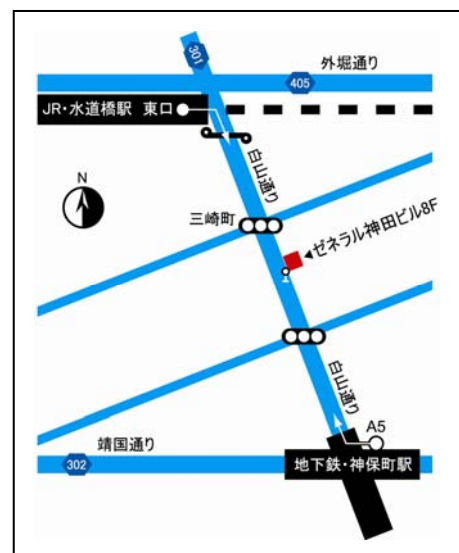 301
外堀通り
405
JR・水道橋駅 東口
白山通り
N
三崎町
ゼネラル神田ビル8F
白山通り
A5
靖国通り
302
地下鉄・神保町駅